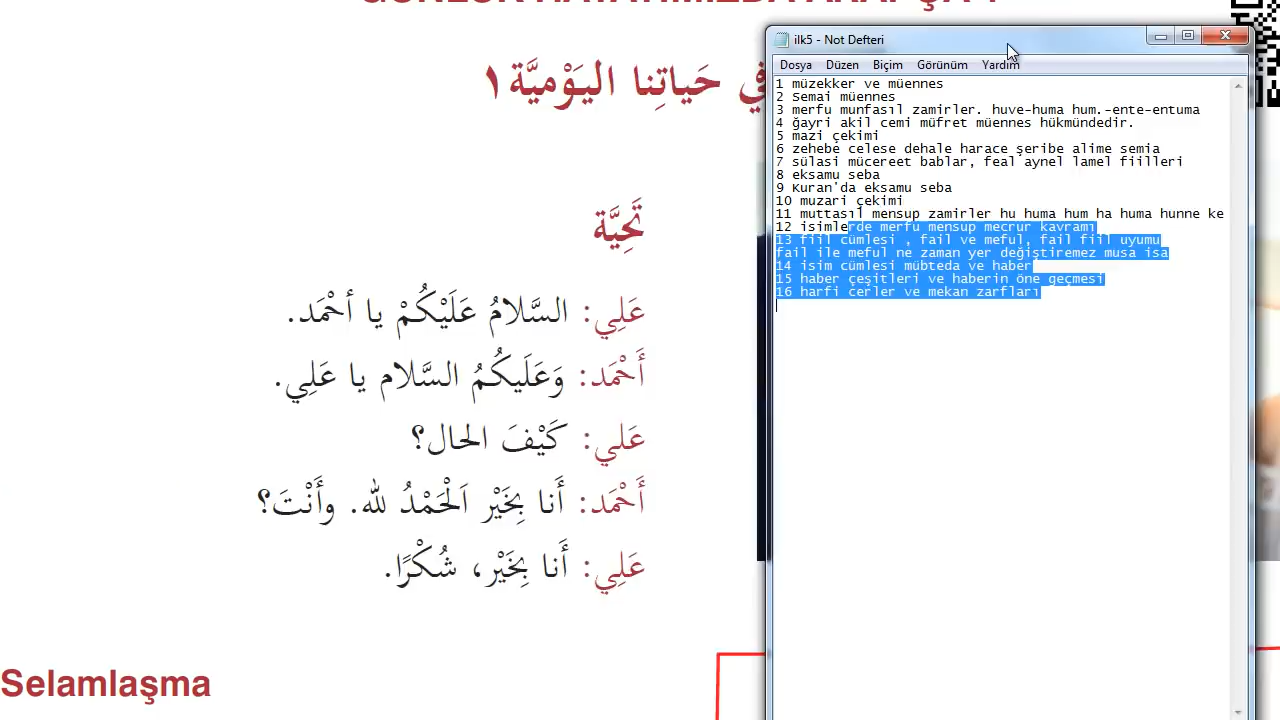 في حَياتِنا اليَوْميَّة ١
تَحِيَّة
عَلِي: السَّلامُ عَلَيْكُمْ يا أحْمَد.
أَحْمَد: وَعَلَيكُمُ السَّلام يا عَلِي.
عَلي: كَيْفَ الحال؟
أَحْمَد: أَنا بِخَيْر اَلْحَمْدُ لله. وأَنْتَ؟
عَلِي: أَنا بِخَيْر، شُكْرًا.
Selamlaşma
ilk5 - Not Defteri
Dosya Düzen Biçim Görünüm Yardım
1 müzekker ve müennes
2 semai müennes
3 merfu munfasıl zamirler. huve-huma hum.-ente-entuma
4 ğayri akil cemi müfret müennes hükmündedir.
5 mazi çekimi
6 zehebe celese dehale harace şeribe alime semia
7 sülasi mücereet bablar, feal aynel lamel fiilleri
8 eksamu seba
9 Kuran'da eksamu seba
10 muzari çekimi
11 muttasıl mensup zamirler hu huma hum ha huma hunne ke
12 isimlerde merfu mensup mecrur kavramı
13 fiil cümlesi , fail ve meful, fail fiil uyumu
fail ile meful ne zaman yer değiştiremez musa isa
14 isim cümlesi mübteda ve haber
15 haber çeşitleri ve haberin öne geçmesi
16 harfi cerler ve mekan zarfları